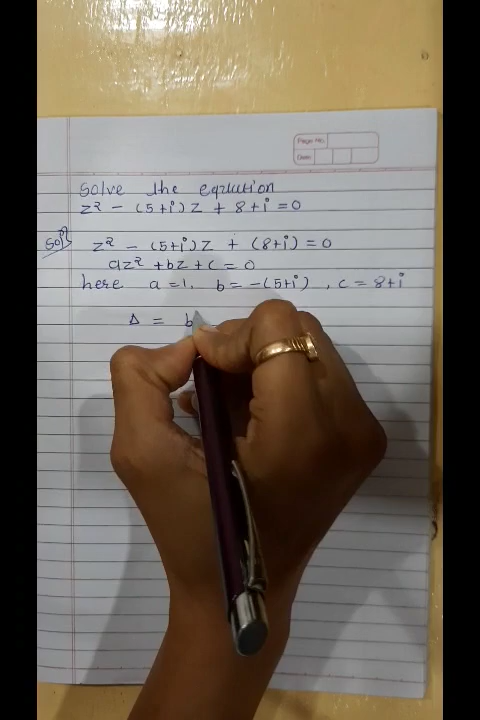 Page No.
Date:
Solve the equation
z² - (5+i)z + 8+i = 0
Solⁿ
z² - (5+i)z + (8+i) = 0
az² + bz + c = 0
here a = 1, b = -(5+i), c = 8+i
Δ = b